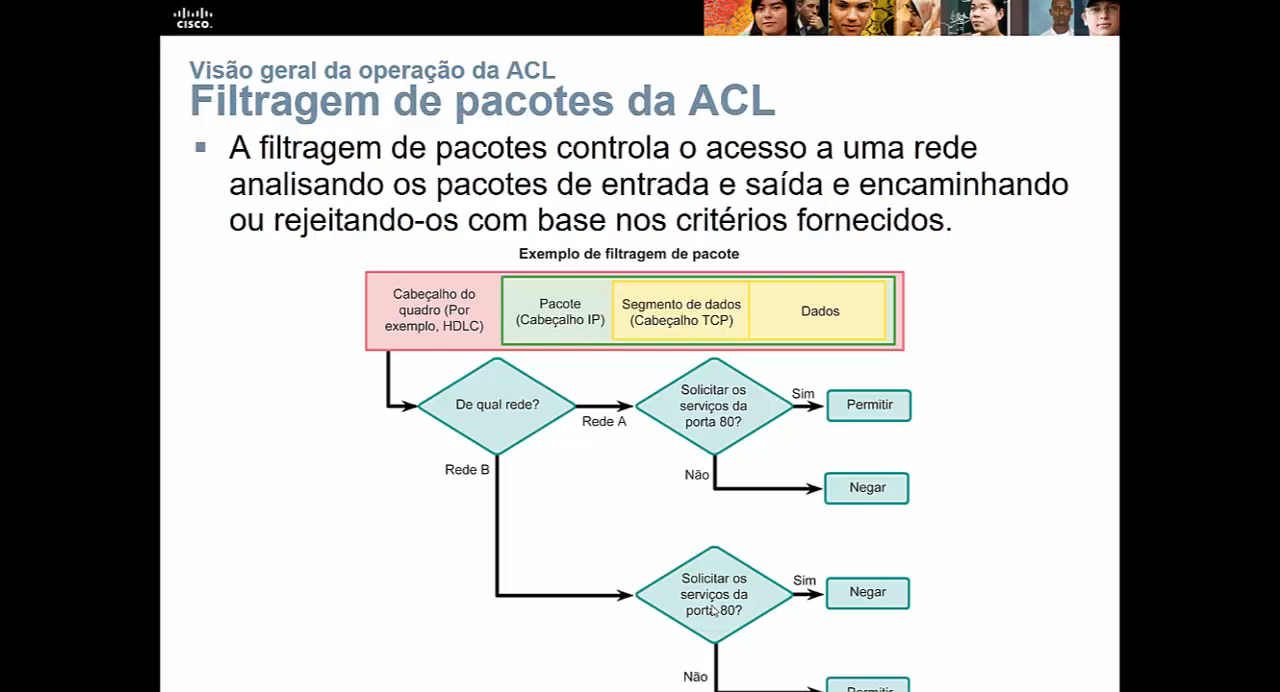 CISCO.
Visão geral da operação da ACL
Filtragem de pacotes da ACL
A filtragem de pacotes controla o acesso a uma rede
analisando os pacotes de entrada e saída e encaminhando
ou rejeitando-os com base nos critérios fornecidos.
Exemplo de filtragem de pacote
Cabeçalho do
quadro (Por
exemplo, HDLC)
Pacote
(Cabeçalho IP)
Segmento de dados
(Cabeçalho TCP)
Dados
De qual rede?
Rede A
Solicitar os
serviços da
porta 80?
Sim
Permitir
Não
Negar
Rede B
Solicitar os
serviços da
porta 80?
Sim
Negar
Não
Permitir